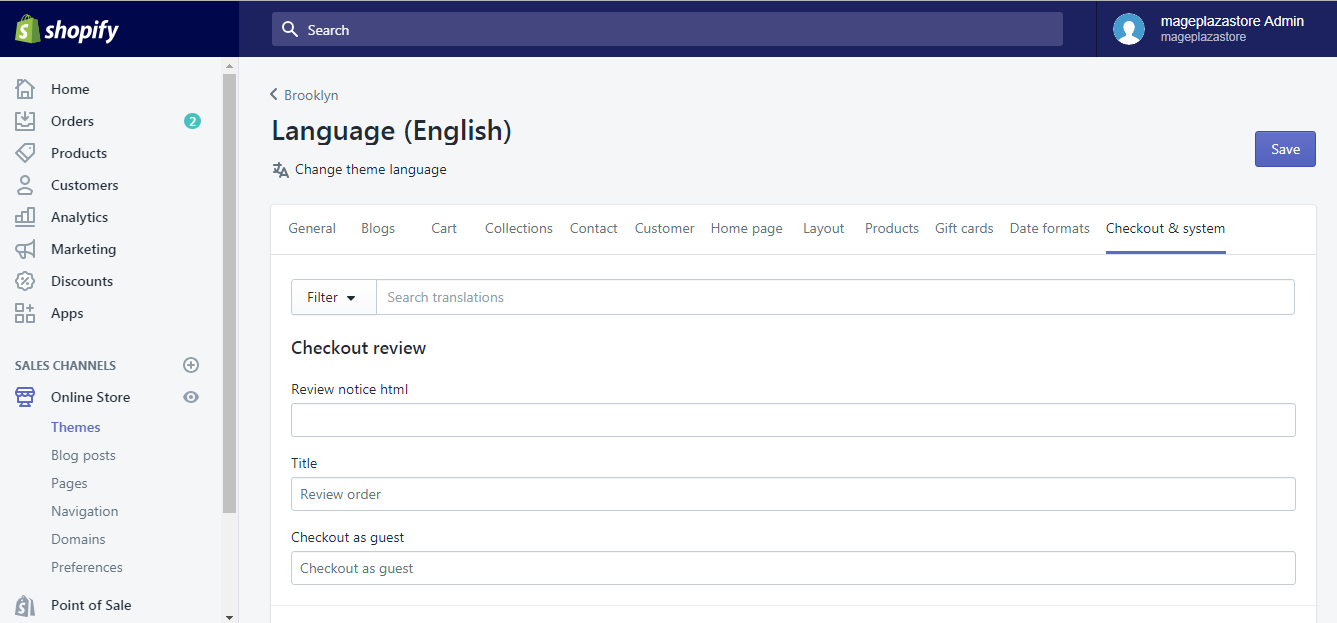 shopify
Search
mageplazastore Admin
mageplazastore
Home
Orders
2
Products
Customers
Analytics
Marketing
Discounts
Apps
SALES CHANNELS
Online Store
Themes
Blog posts
Pages
Navigation
Domains
Preferences
Point of Sale
Brooklyn
Language (English)
Change theme language
Save
General Blogs Cart Collections Contact Customer Home page Layout Products Gift cards Date formats Checkout & system
Filter Search translations
Checkout review
Review notice html
Title
Review order
Checkout as guest
Checkout as guest